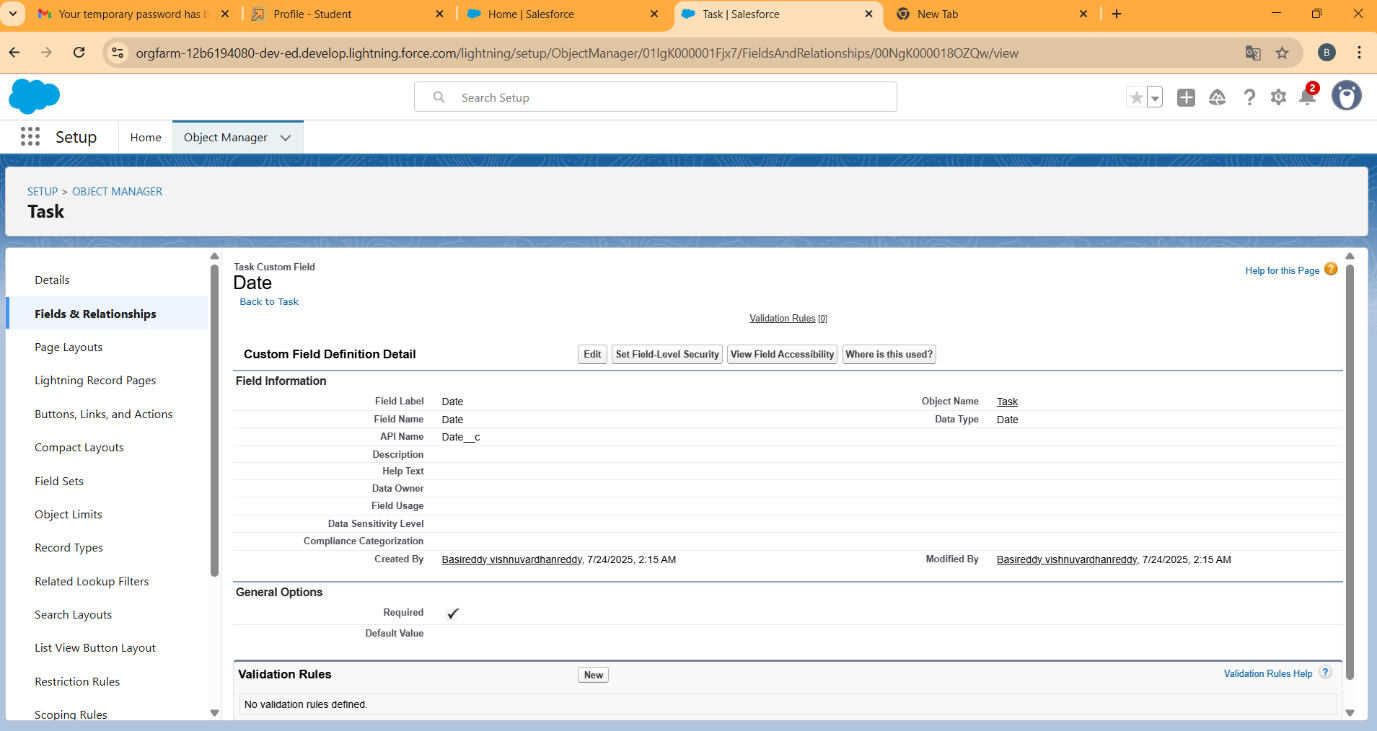 Your temporary password has b
Profile - Student
Home | Salesforce
Task | Salesforce
New Tab
orgfarm-12b6194080-dev-ed.develop.lightning.force.com/lightning/setup/ObjectManager/01IgK000001Fjx7/FieldsAndRelationships/00NgK000018OZQw/view
B
Search Setup
2
Setup
Home
Object Manager
SETUP > OBJECT MANAGER
Task
Details
Fields & Relationships
Page Layouts
Lightning Record Pages
Buttons, Links, and Actions
Compact Layouts
Field Sets
Object Limits
Record Types
Related Lookup Filters
Search Layouts
List View Button Layout
Restriction Rules
Scoping Rules
Task Custom Field
Date
Back to Task
Help for this Page ?
Validation Rules [0]
Custom Field Definition Detail Edit Set Field-Level Security View Field Accessibility Where is this used?
Field Information
Field Label Date Object Name Task
Field Name Date Data Type Date
API Name Date__c
Description
Help Text
Data Owner
Field Usage
Data Sensitivity Level
Compliance Categorization
Created By Basireddy vishnuvardhanreddy, 7/24/2025, 2:15 AM Modified By Basireddy vishnuvardhanreddy, 7/24/2025, 2:15 AM
General Options
Required ✓
Default Value
Validation Rules New Validation Rules Help ?
No validation rules defined.